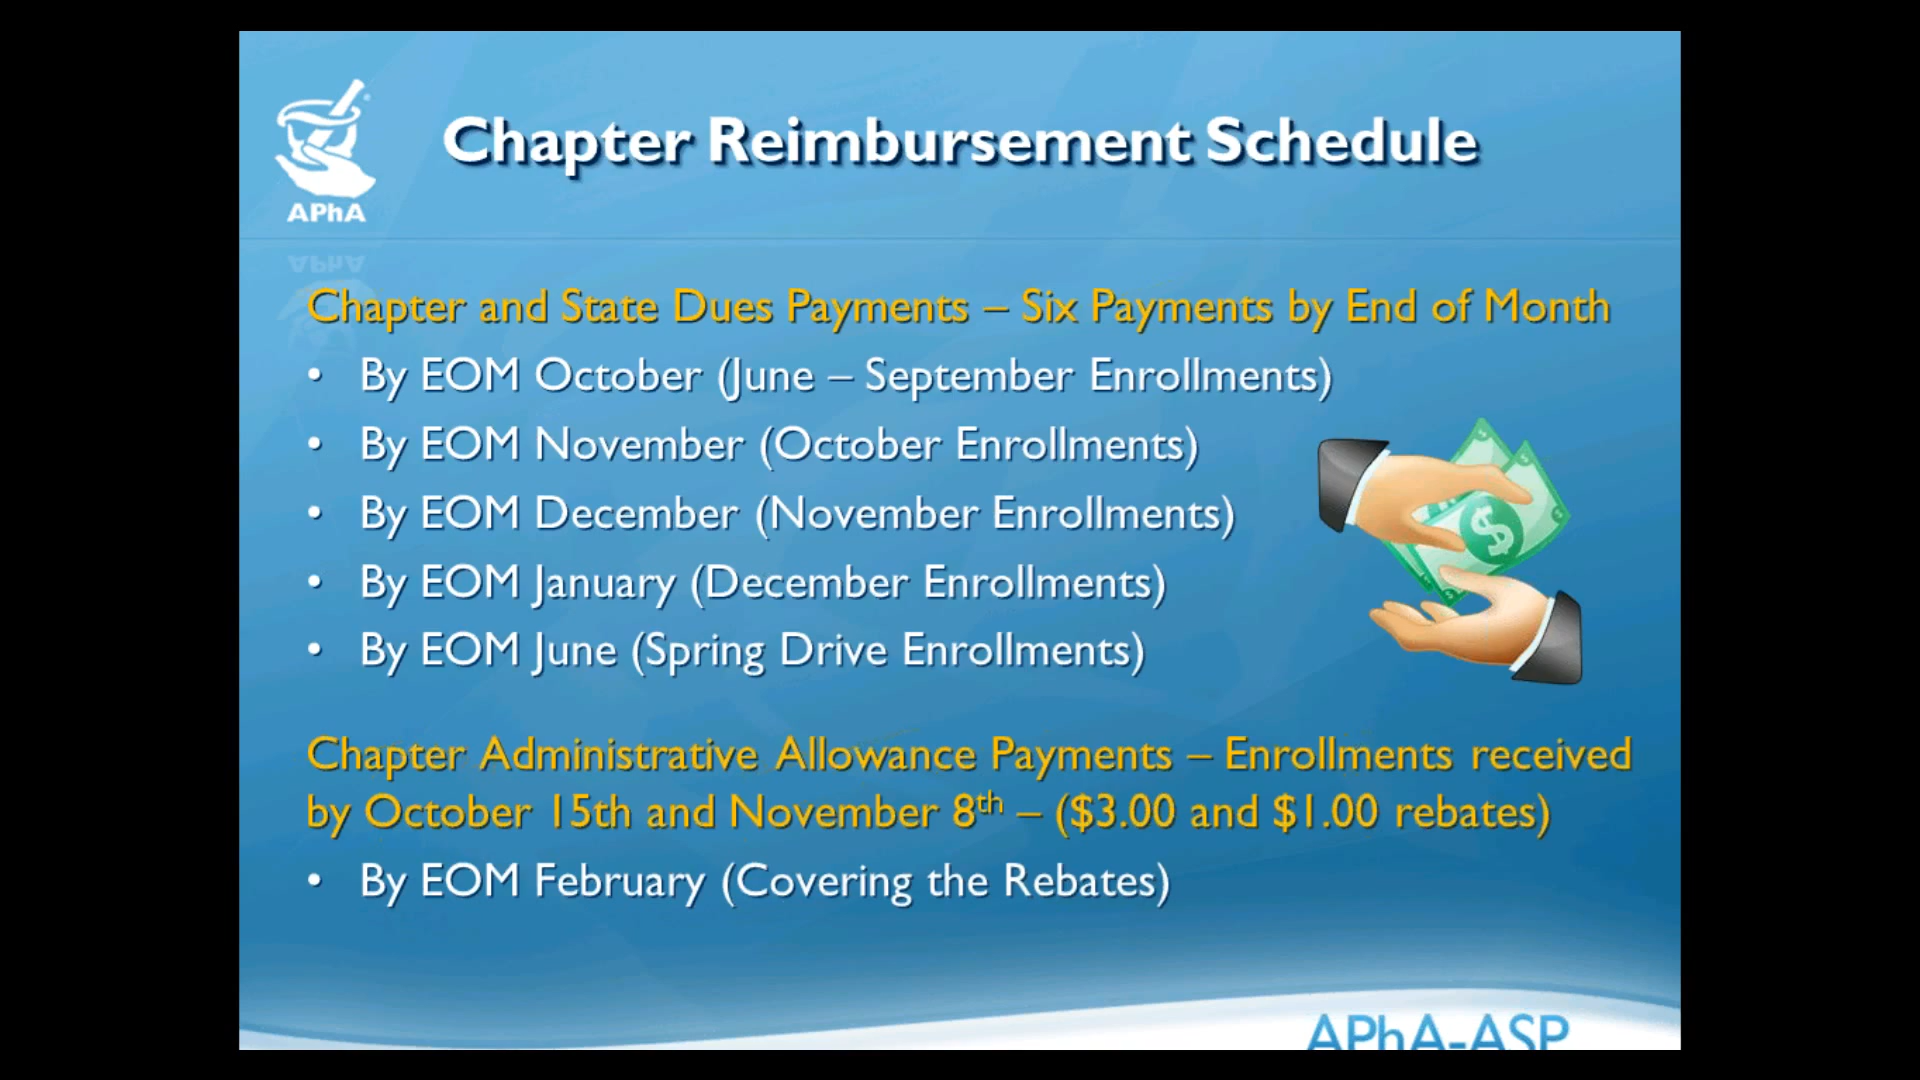 APhA
Chapter Reimbursement Schedule
Chapter and State Dues Payments – Six Payments by End of Month
• By EOM October (June – September Enrollments)
• By EOM November (October Enrollments)
• By EOM December (November Enrollments)
• By EOM January (December Enrollments)
• By EOM June (Spring Drive Enrollments)
Chapter Administrative Allowance Payments – Enrollments received
by October 15th and November 8th – ($3.00 and $1.00 rebates)
• By EOM February (Covering the Rebates)
APhA-ASP